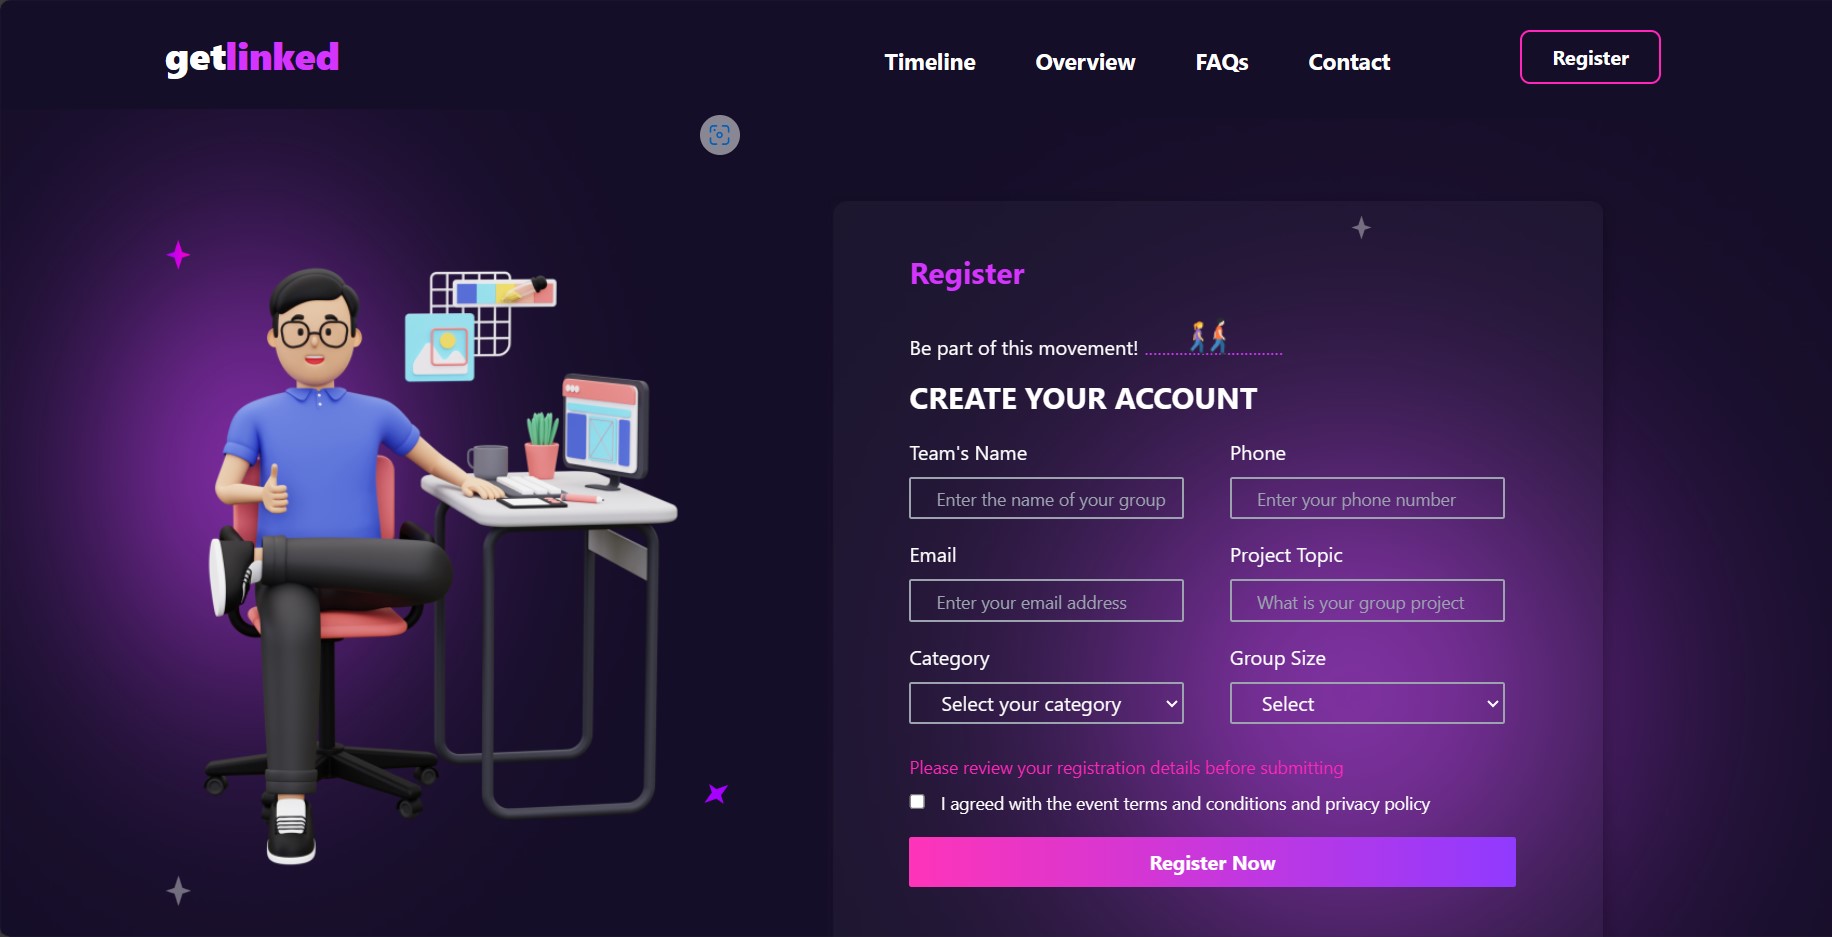 getlinked
Timeline
Overview
FAQs
Contact
Register
Register
Be part of this movement!
CREATE YOUR ACCOUNT
Team's Name
Phone
Enter the name of your group
Enter your phone number
Email
Project Topic
Enter your email address
What is your group project
Category
Group Size
Select your category
Select
Please review your registration details before submitting
I agreed with the event terms and conditions and privacy policy
Register Now